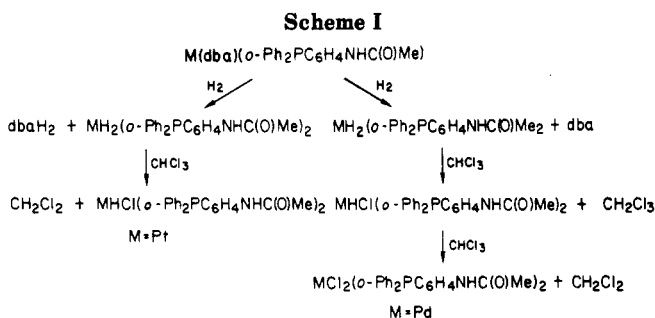 Scheme I
M(dba)(o-Ph₂PC₆H₄NHC(O)Me)
H₂ H₂
dbaH₂ + MH₂(o-Ph₂PC₆H₄NHC(O)Me)₂ MH₂(o-Ph₂PC₆H₄NHC(O)Me₂ + dba
CHCl₃ CHCl₃
CH₂Cl₂ + MHCl(o-Ph₂PC₆H₄NHC(O)Me)₂ MHCl(o-Ph₂PC₆H₄NHC(O)Me)₂ + CH₂Cl₃
M=Pt
CHCl₃
MCl₂(o-Ph₂PC₆H₄NHC(O)Me)₂ + CH₂Cl₂
M=Pd